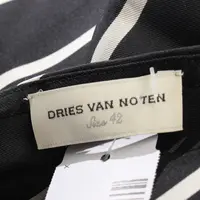 DRIES VAN NOTEN
Size 42